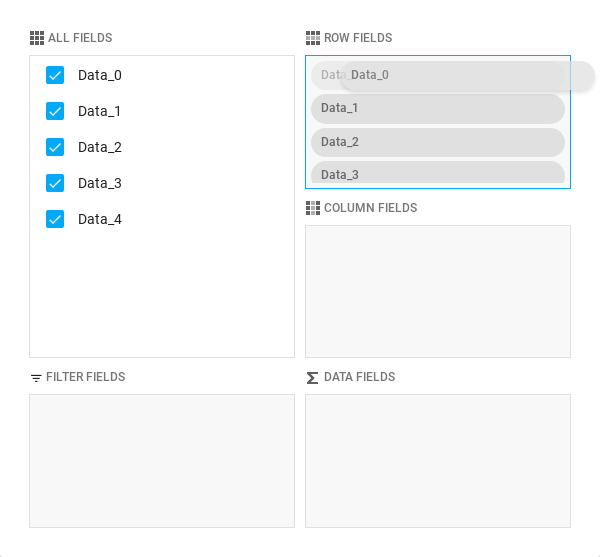 ALL FIELDS
Data_0
Data_1
Data_2
Data_3
Data_4
ROW FIELDS
Data_0
Data_1
Data_2
Data_3
COLUMN FIELDS
FILTER FIELDS
DATA FIELDS